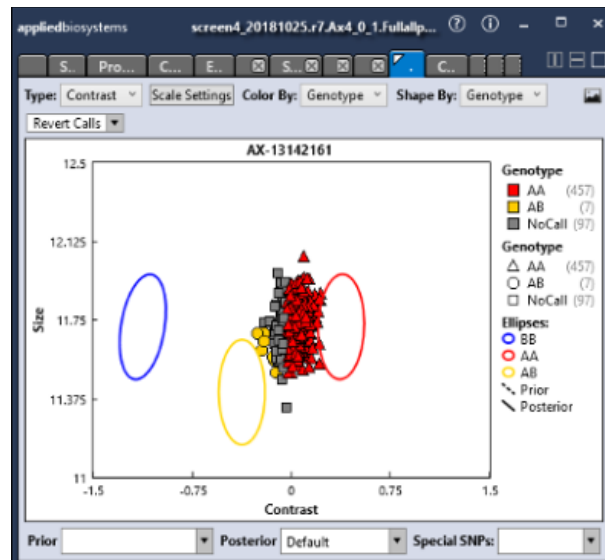 appliedbiosystems screen4_20181025.r7.Ax4_0_1.Fullallp...
S.. Pro... C... E.. S... . C..
Type: Contrast Scale Settings Color By: Genotype Shape By: Genotype
Revert Calls
AX-13142161
12.5
12.125
11.75
11.375
11
Size
-1.5 -0.75 0 0.75 1.5
Contrast
Genotype
AA (457)
AB (7)
NoCall (97)
Genotype
AA (457)
AB (7)
NoCall (97)
Ellipses:
BB
AA
AB
Prior
Posterior
Prior Posterior Default Special SNPs: